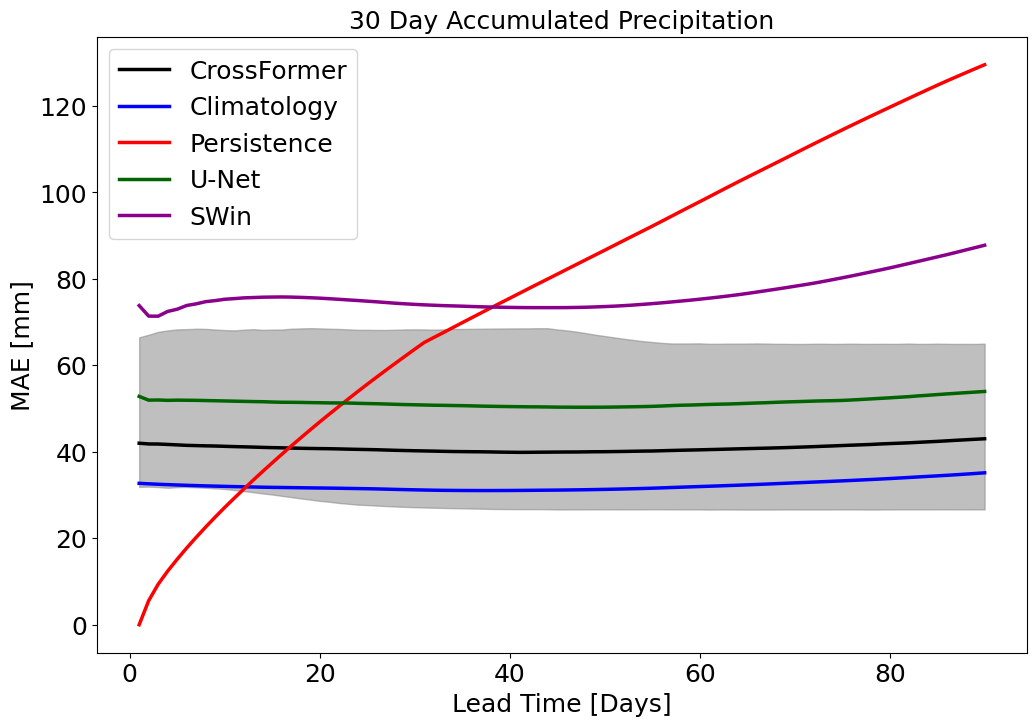 30 Day Accumulated Precipitation
CrossFormer
Climatology
Persistence
U-Net
SWin
MAE [mm]
120
100
80
60
40
20
0
0 20 40 60 80
Lead Time [Days]